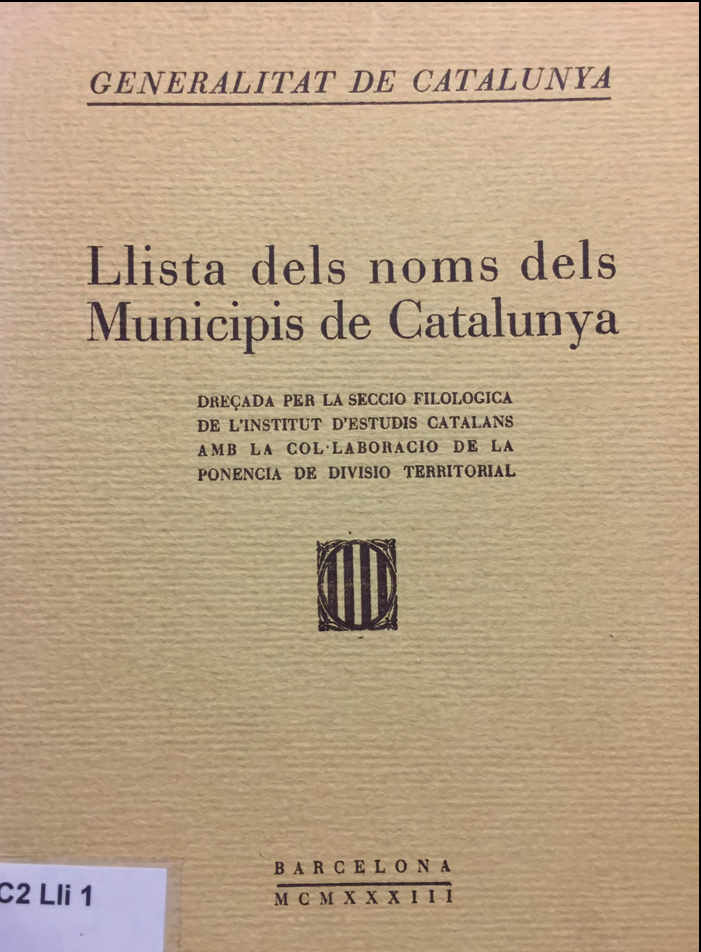 GENERALITAT DE CATALUNYA
Llista dels noms dels
Municipis de Catalunya
DREÇADA PER LA SECCIO FILOLOGICA
DE L'INSTITUT D'ESTUDIS CATALANS
AMB LA COL·LABORACIO DE LA
PONENCIA DE DIVISIO TERRITORIAL
BARCELONA
MCMXXXIII
C2 Lli 1